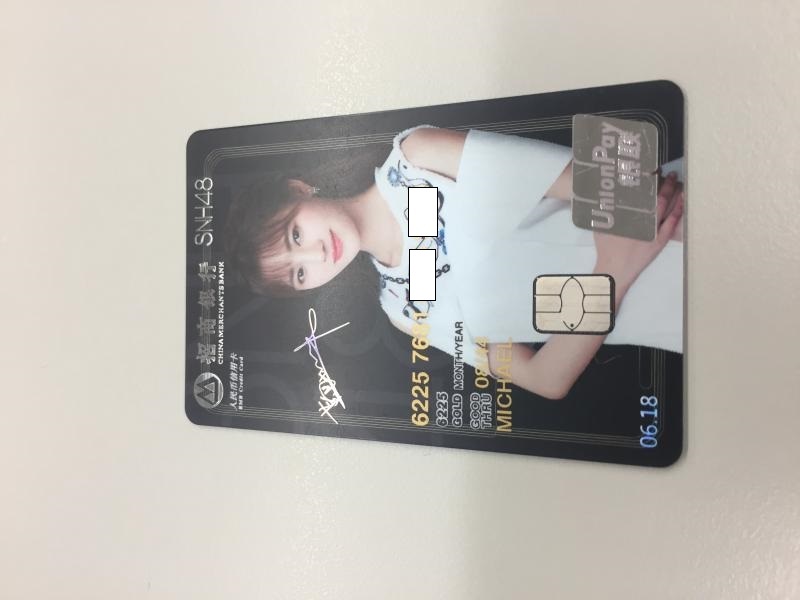 招商银行 SNH48
CHINA MERCHANTS BANK
人民币信用卡
RMB Credit Card
6225 7681
6225
GOLD MONTH/YEAR
GOOD
THRU
MICHAEL
UnionPay
银联
06.18